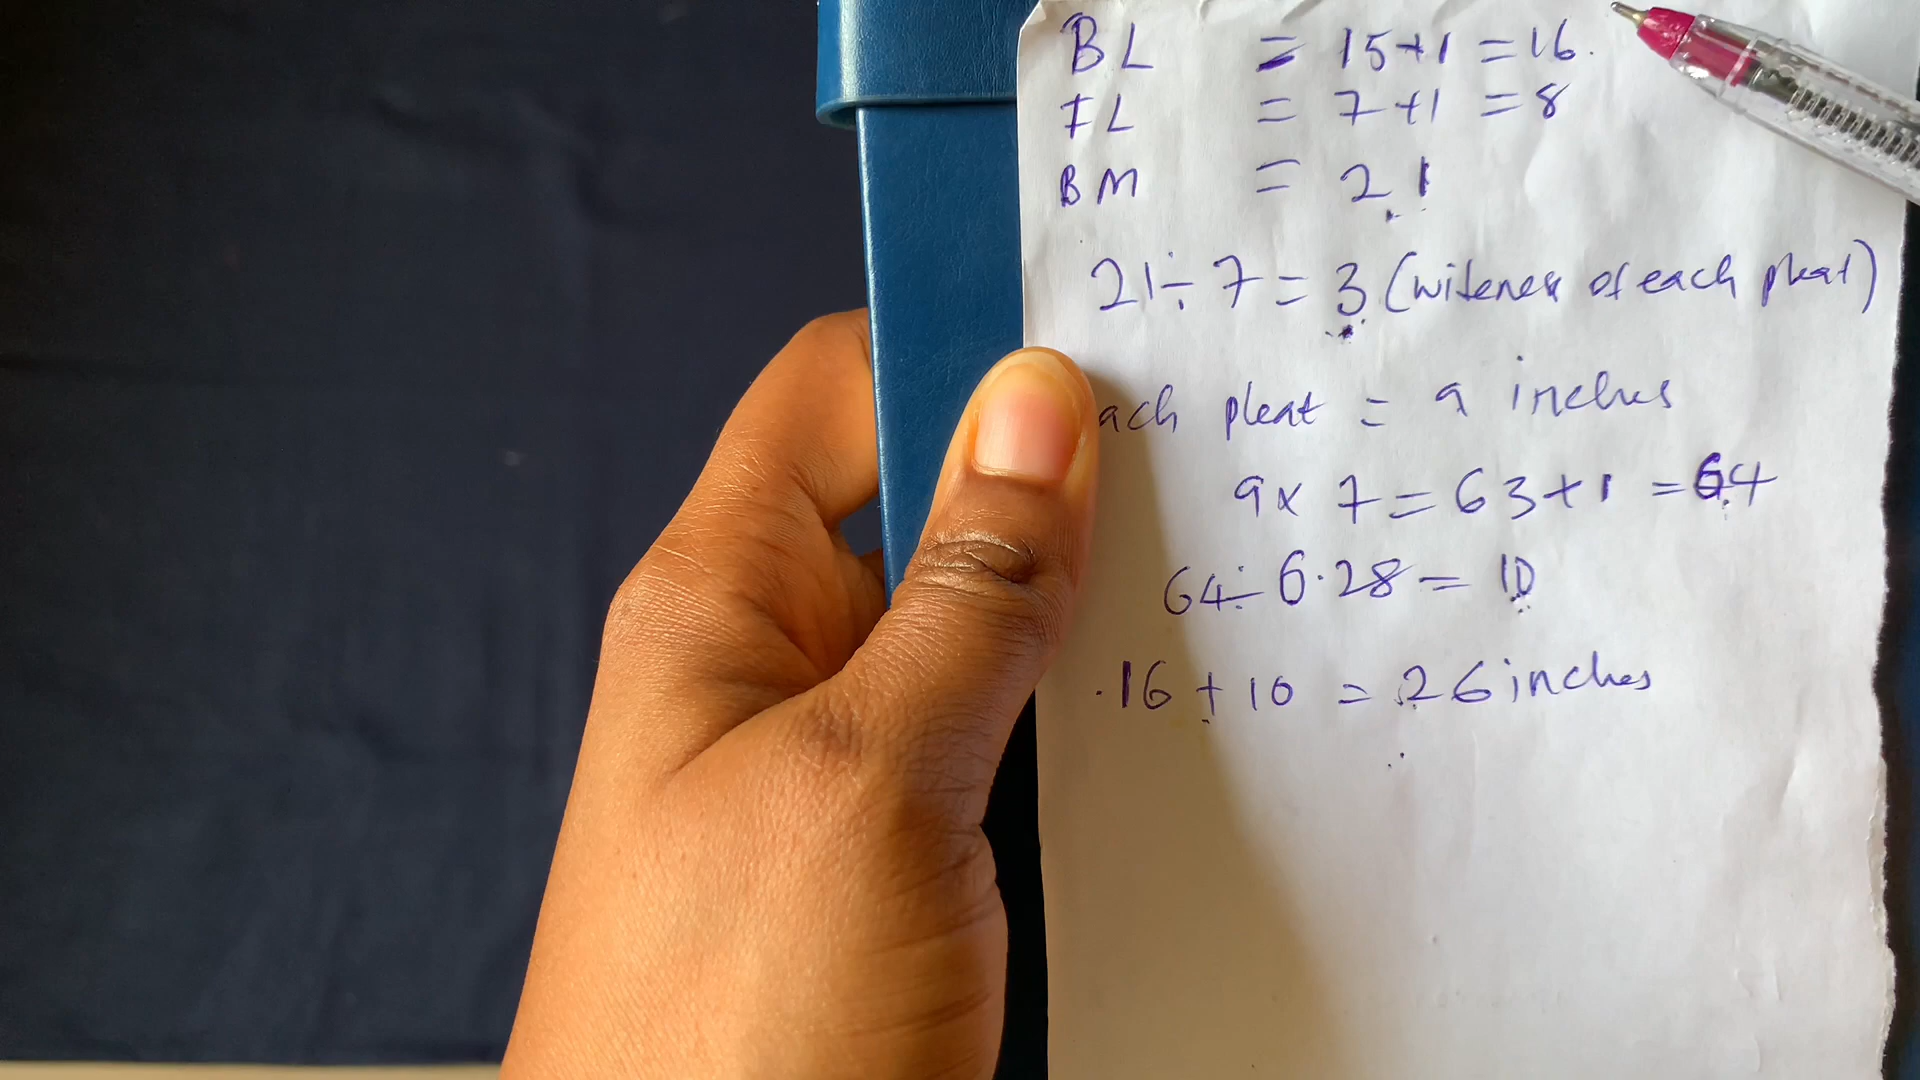 BL = 15+1 = 16.
FL = 7+1 = 8
BM = 21
21÷7 = 3 (wideness of each pleat)
ach pleat = 9 inches
9x 7 = 63+1 = 64
64÷6.28 = 10
16 + 10 = 26 inches